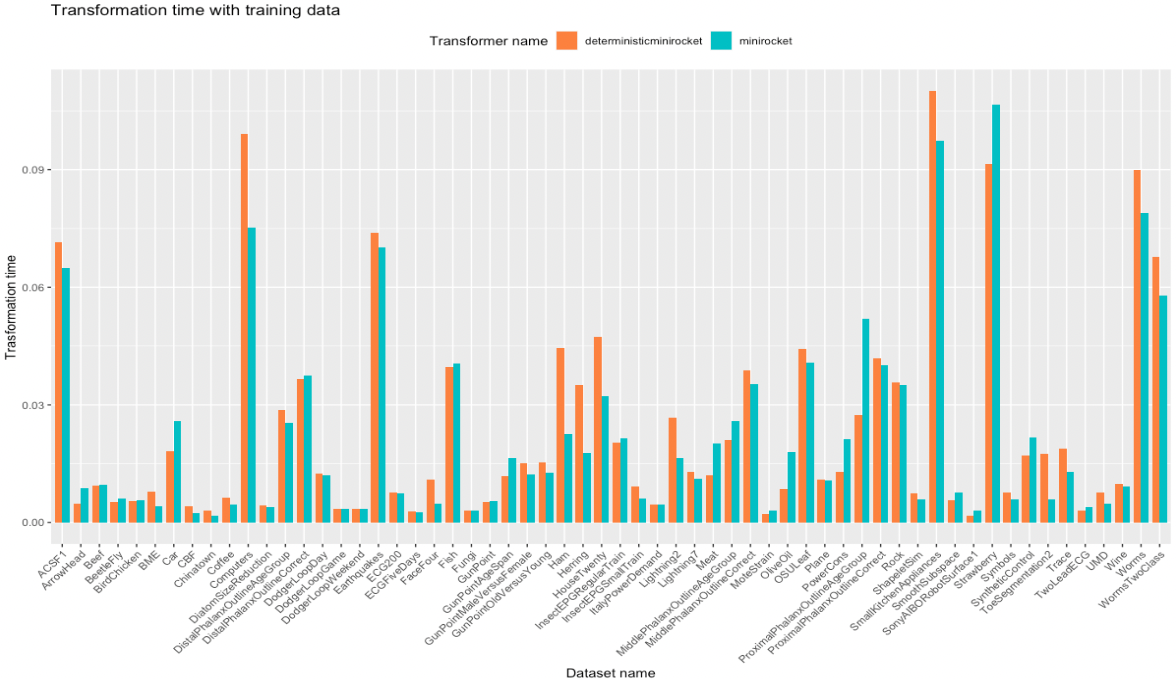 Transformation time with training data
Transformer name deterministicminirocket minirocket
0.09
0.06
0.03
0.00
Trasformation time
ACSF1
ArrowHead
Beef
BeetleFly
BirdChicken
BME
Car
CBF
Chinatown
Coffee
Computers
DiatomSizeReduction
DistalPhalanxOutlineAgeGroup
DistalPhalanxOutlineCorrect
DodgerLoopDay
DodgerLoopGame
DodgerLoopWeekend
Earthquakes
ECG200
ECGFiveDays
FaceFour
Fish
Fungi
GunPoint
GunPointAgeSpan
GunPointMaleVersusFemale
GunPointOldVersusYoung
Ham
Herring
HouseTwenty
InsectEPGRegularTrain
InsectEPGSmallTrain
ItalyPowerDemand
Lightning2
Lightning7
Meat
MiddlePhalanxOutlineAgeGroup
MiddlePhalanxOutlineCorrect
MoteStrain
OliveOil
OSULeaf
Plane
PowerCons
ProximalPhalanxOutlineAgeGroup
ProximalPhalanxOutlineCorrect
Rock
ShapeletSim
SmallKitchenAppliances
SmoothSubspace
SonyAIBORobotSurface1
Strawberry
Symbols
SyntheticControl
ToeSegmentation2
Trace
TwoLeadECG
UMD
Wine
Worms
WormsTwoClass
Dataset name